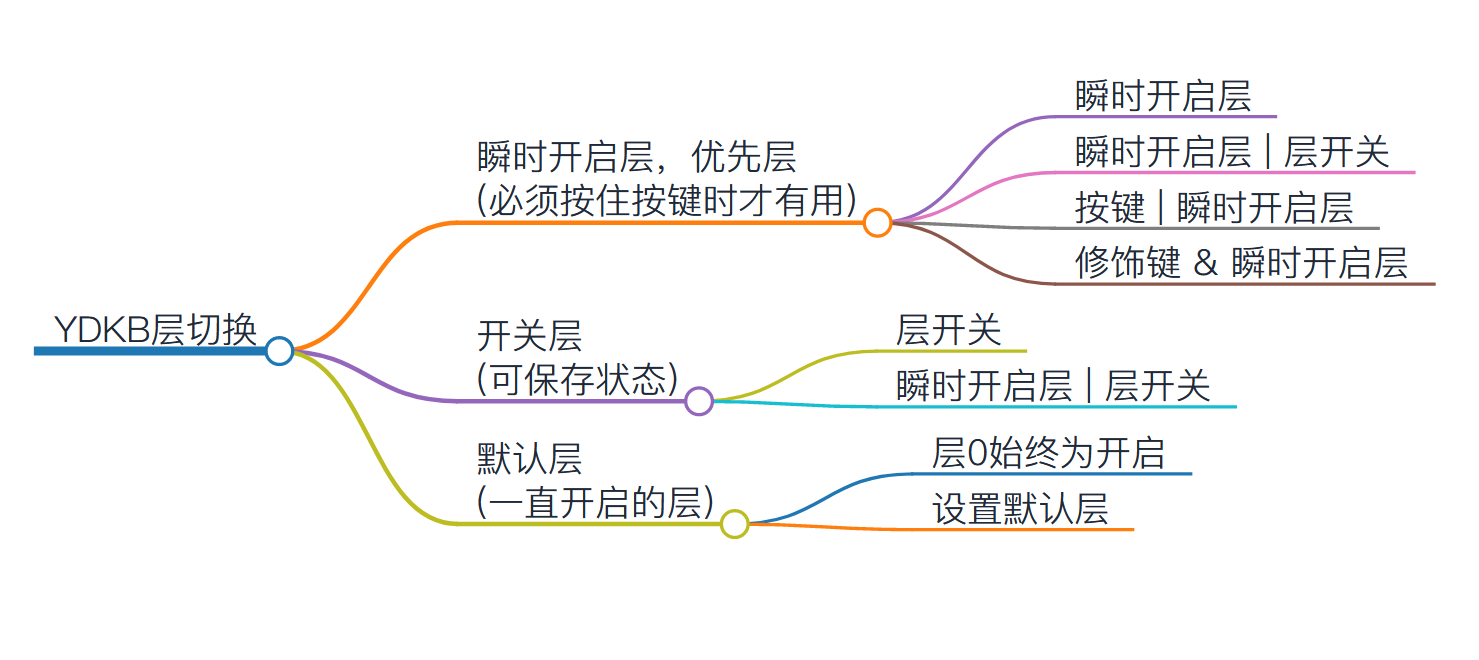 YDKB层切换
瞬时开启层，优先层
(必须按住按键时才有用)
瞬时开启层
瞬时开启层 | 层开关
按键 | 瞬时开启层
修饰键 & 瞬时开启层
开关层
(可保存状态)
层开关
瞬时开启层 | 层开关
默认层
(一直开启的层)
层0始终为开启
设置默认层